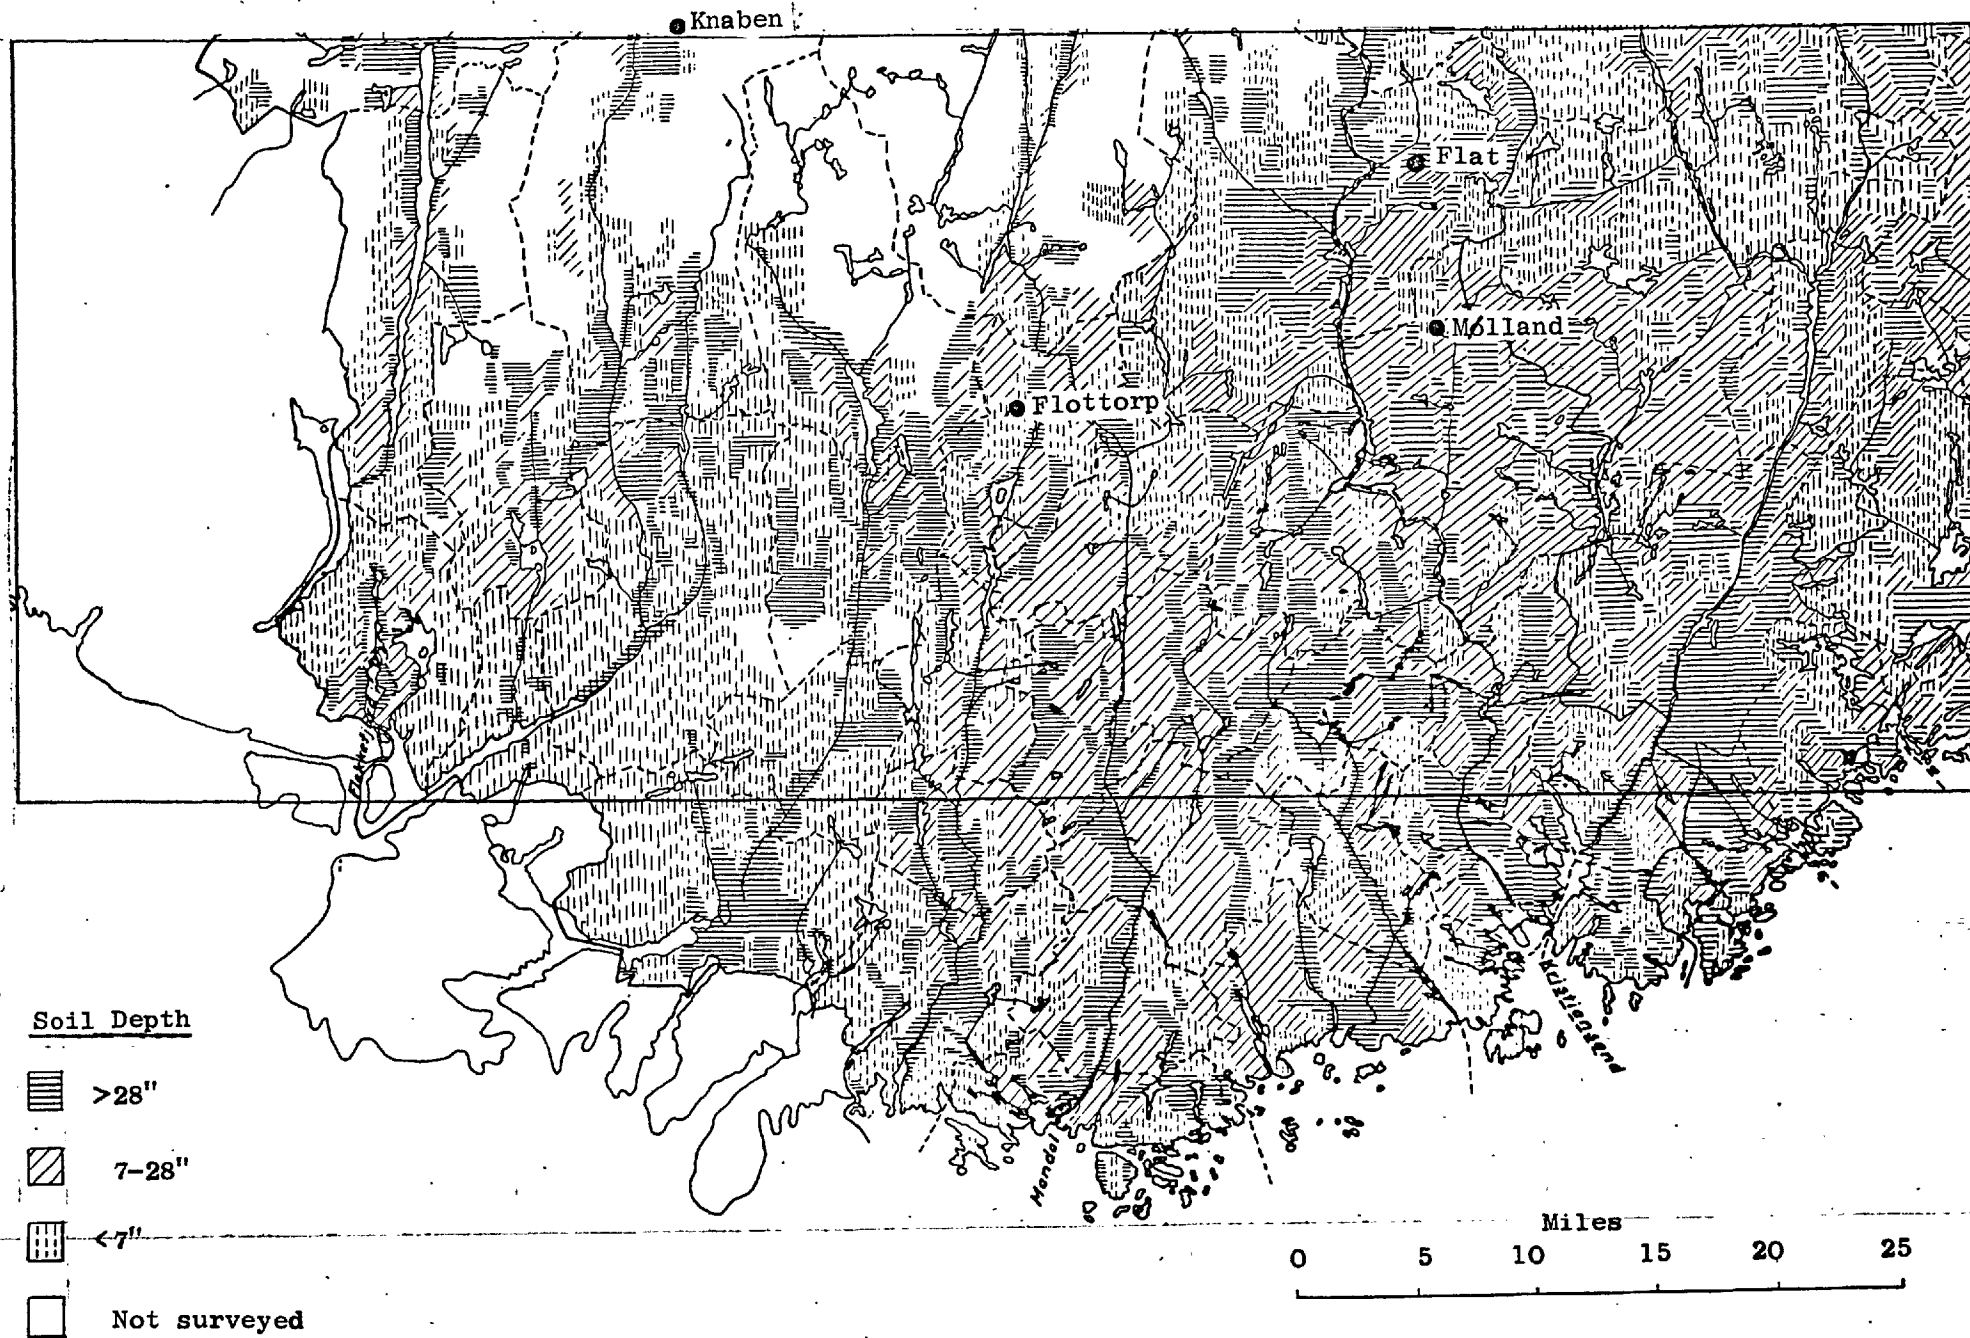 Knaben
Flat
Molland
Flottorp
Kristiansand
Mandal
Soil Depth
>28"
7-28"
<7"
Not surveyed
Miles
0 5 10 15 20 25